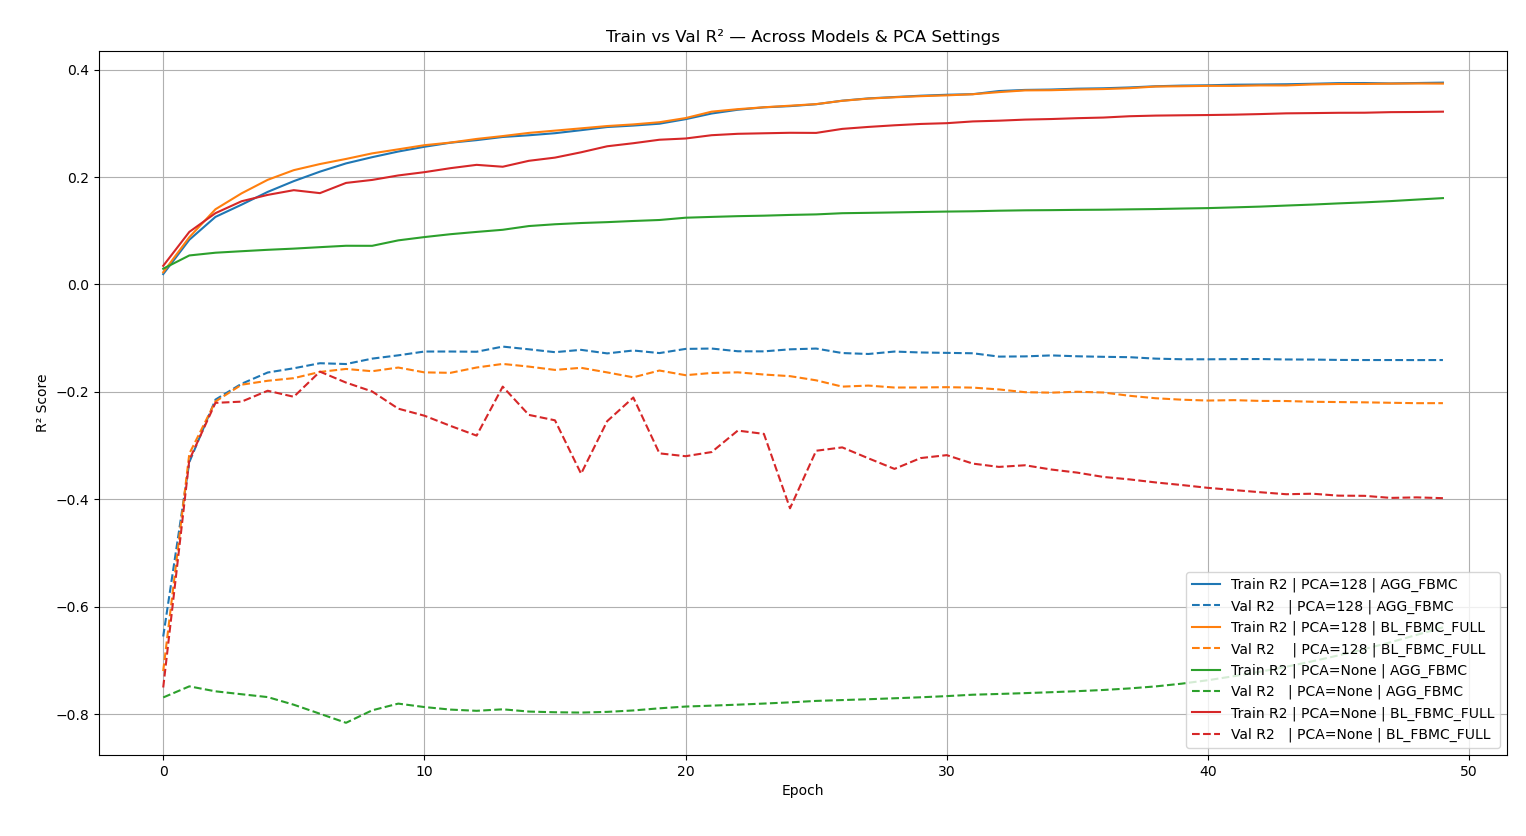 Train vs Val R² — Across Models & PCA Settings
0.4
0.2
0.0
−0.2
−0.4
−0.6
−0.8
R² Score
0
10
20
30
40
50
Epoch
Train R2 | PCA=128 | AGG_FBMC
Val R2   | PCA=128 | AGG_FBMC
Train R2 | PCA=128 | BL_FBMC_FULL
Val R2   | PCA=128 | BL_FBMC_FULL
Train R2 | PCA=None | AGG_FBMC
Val R2   | PCA=None | AGG_FBMC
Train R2 | PCA=None | BL_FBMC_FULL
Val R2   | PCA=None | BL_FBMC_FULL